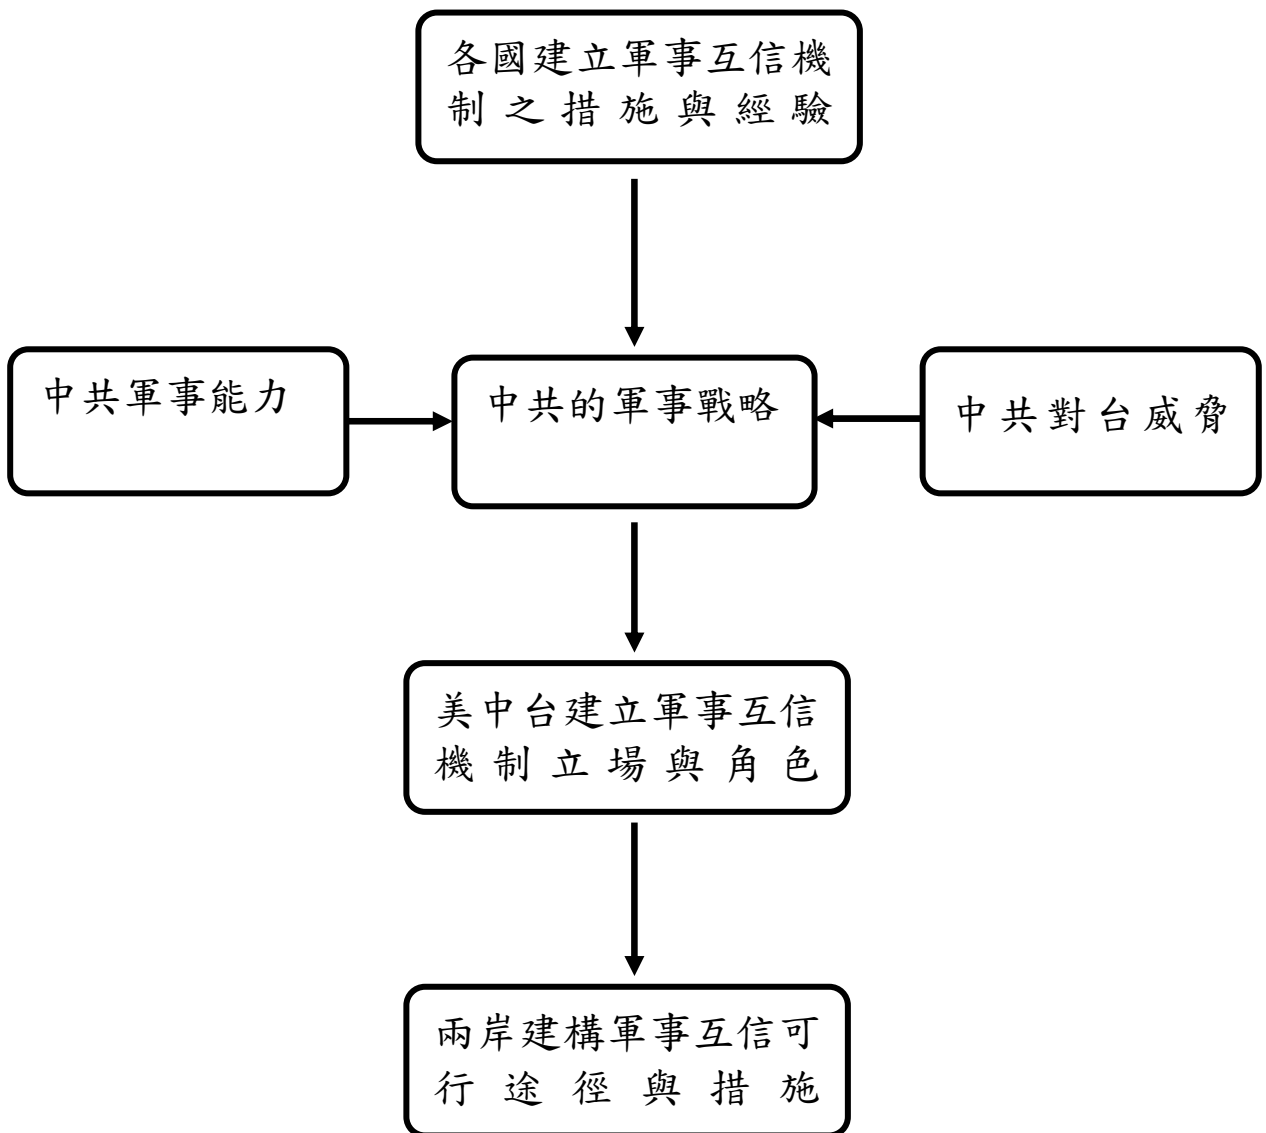 各國建立軍事互信機
制之措施與經驗
中共軍事能力
中共的軍事戰略
中共對台威脅
美中台建立軍事互信
機制立場與角色
兩岸建構軍事互信可
行途徑與措施